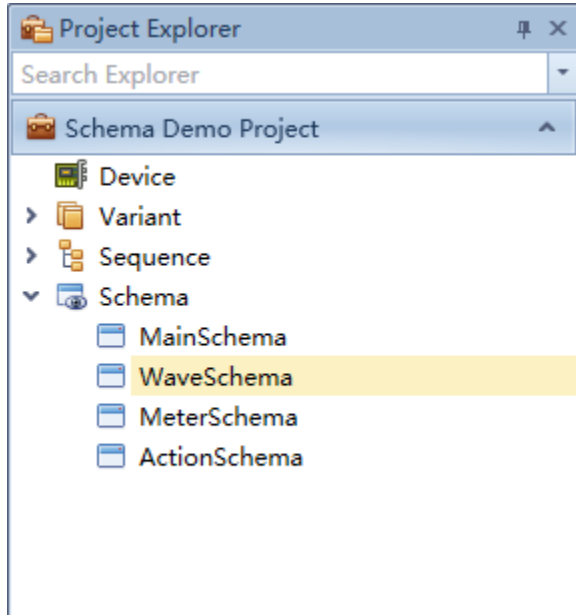 Project Explorer
Search Explorer
Schema Demo Project
Device
Variant
Sequence
Schema
MainSchema
WaveSchema
MeterSchema
ActionSchema